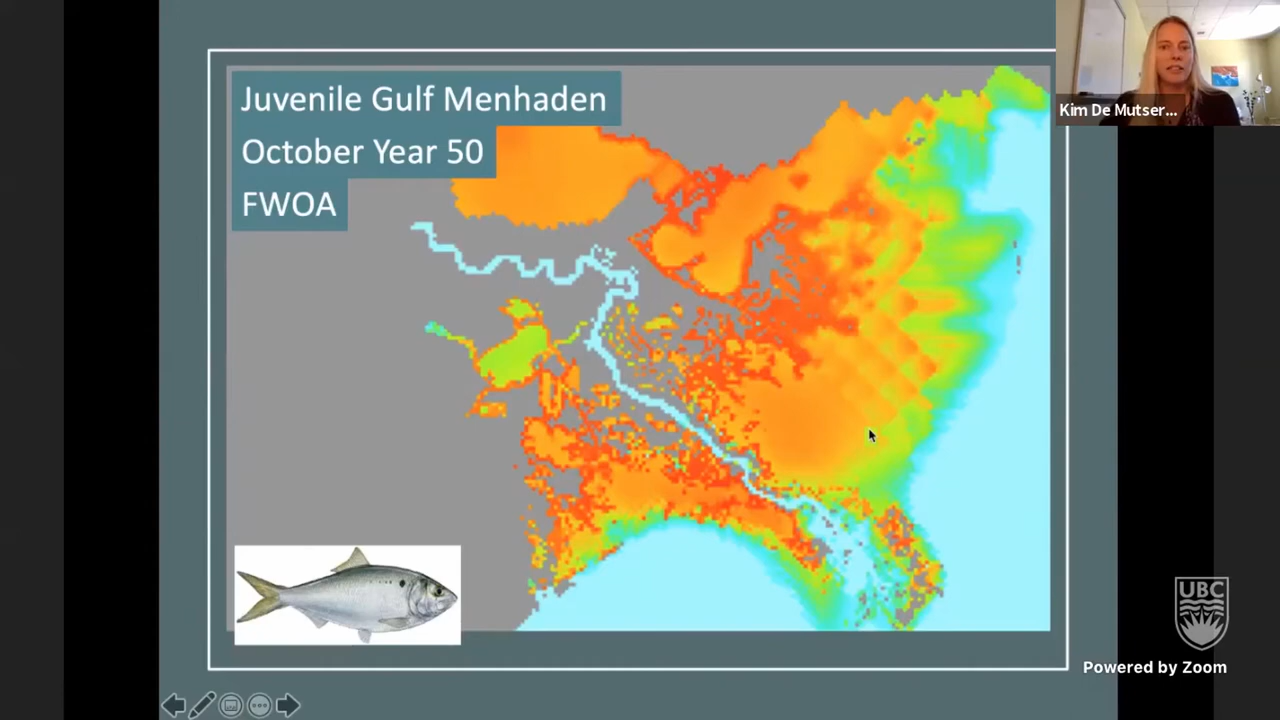 Juvenile Gulf Menhaden
October Year 50
FWOA
Kim De Mutser...
UBC
Powered by Zoom